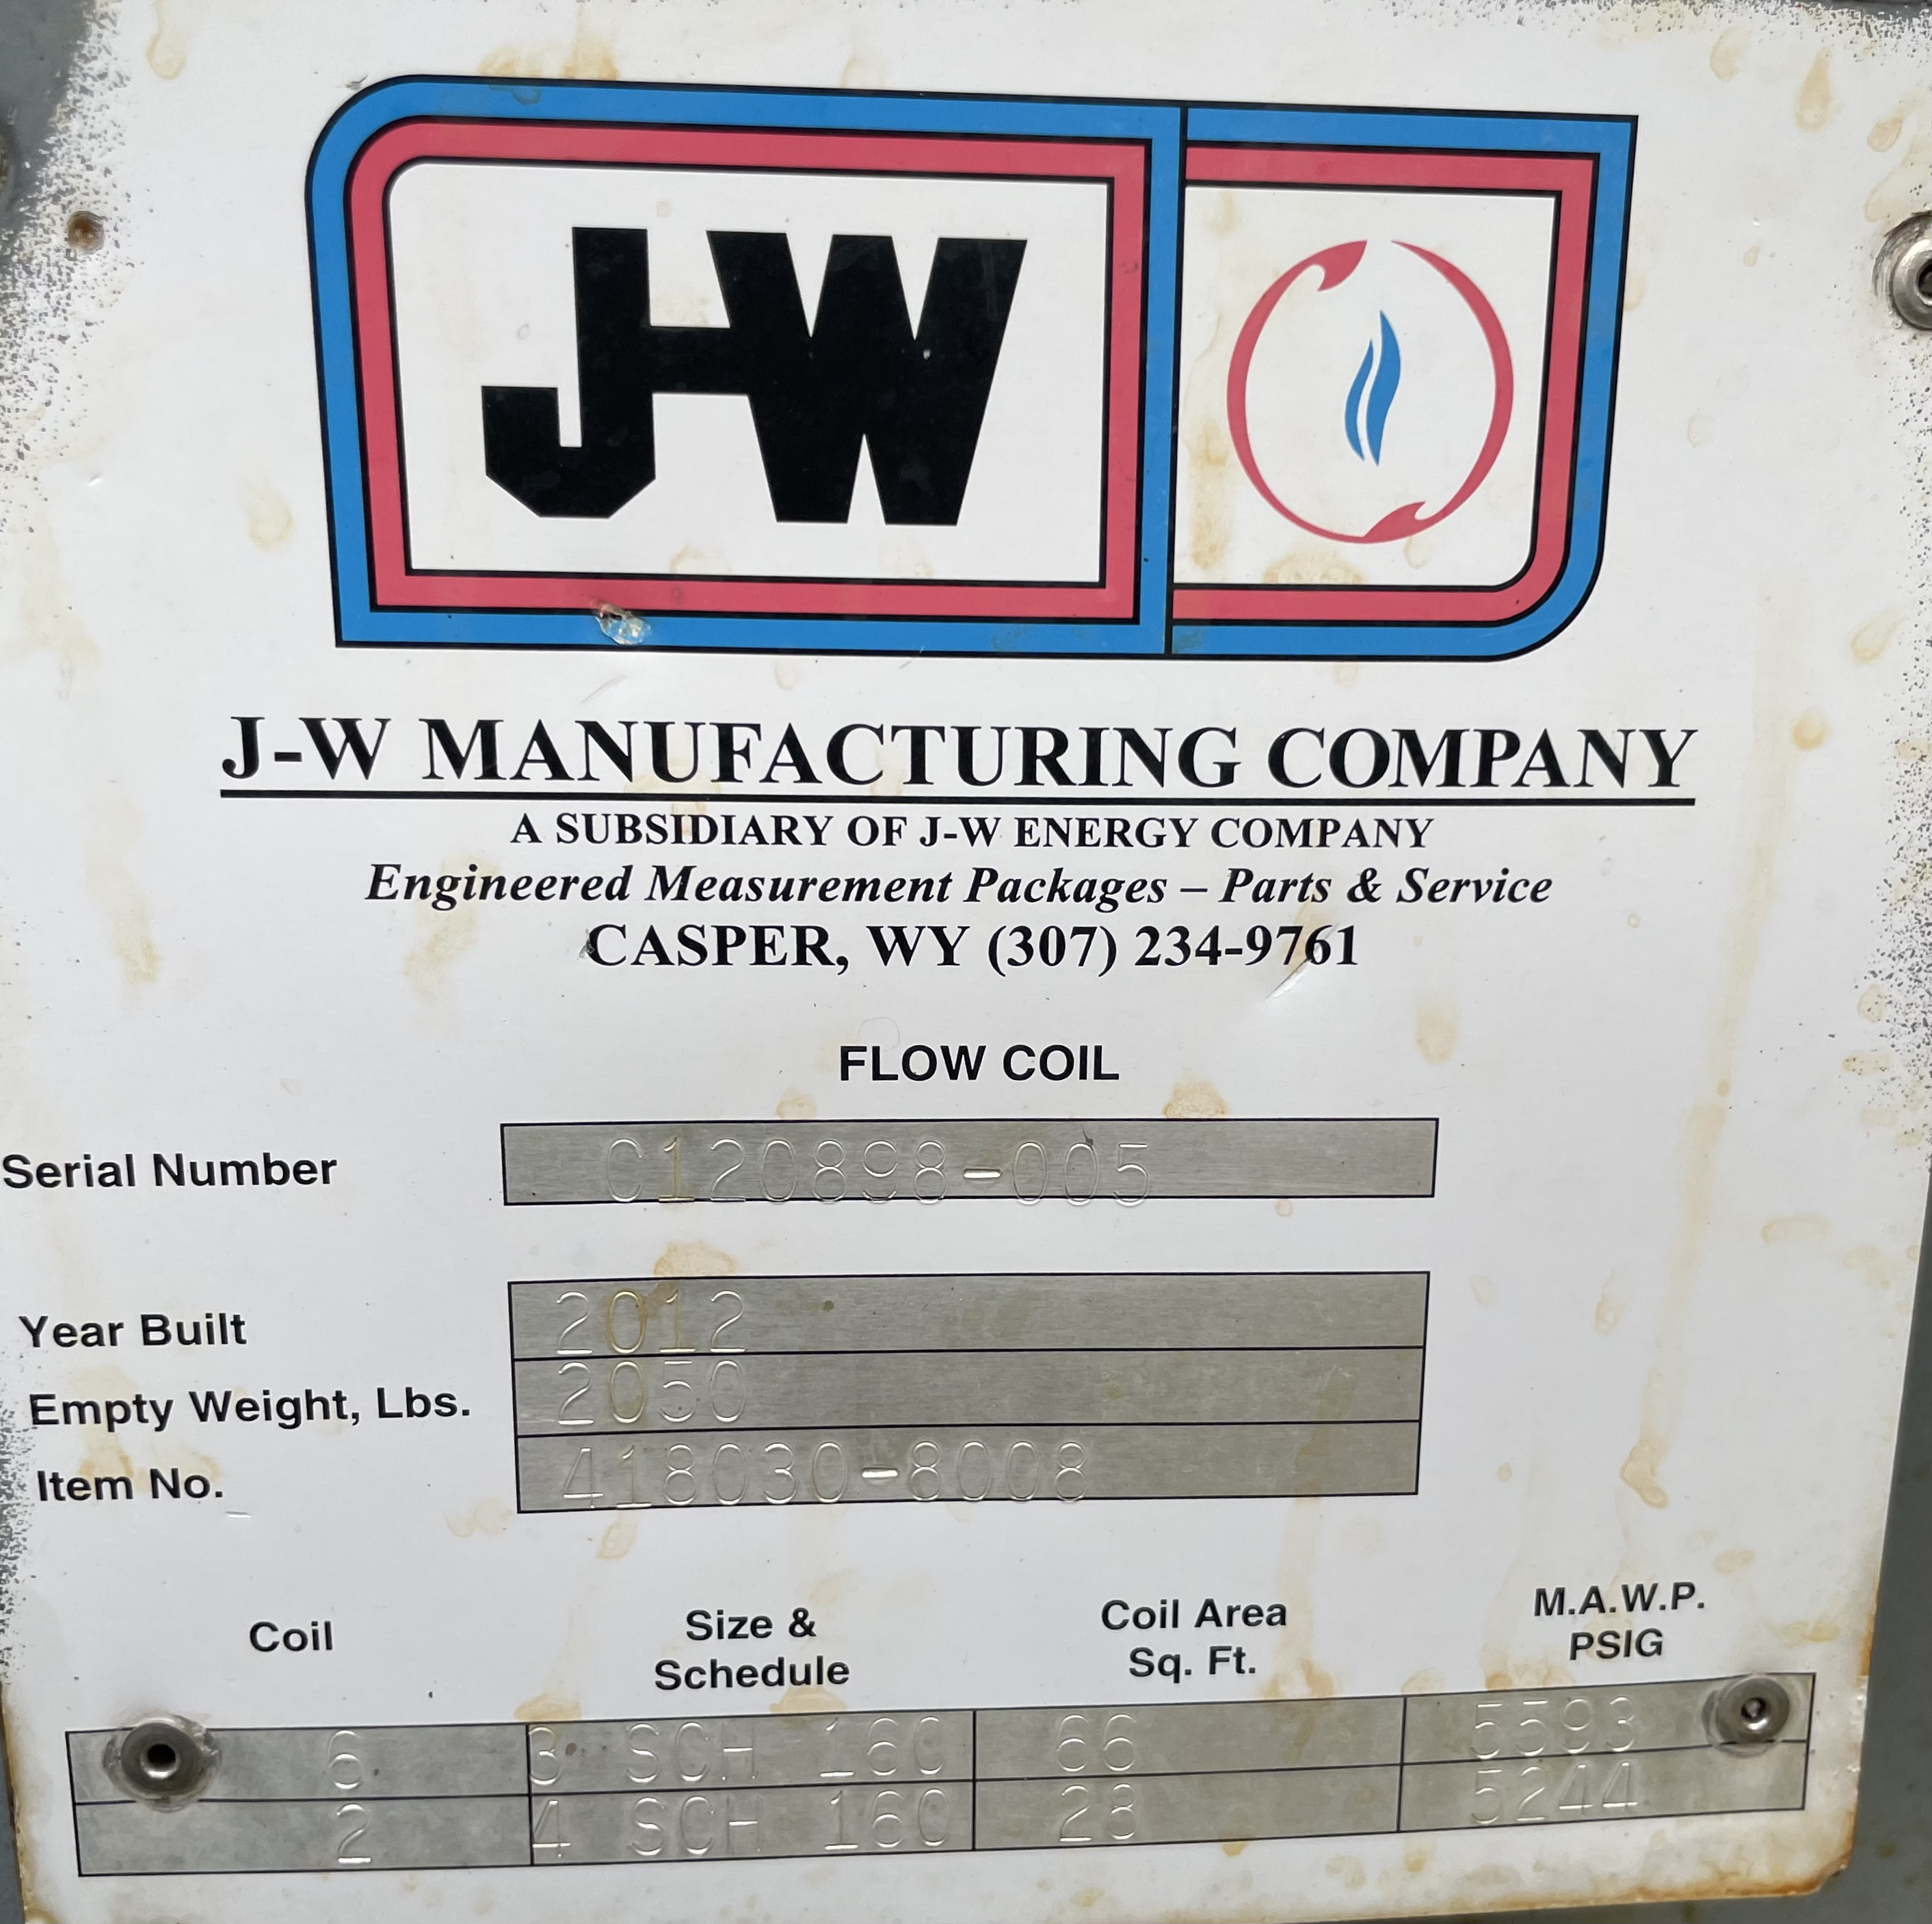 J-W
J-W MANUFACTURING COMPANY
A SUBSIDIARY OF J-W ENERGY COMPANY
Engineered Measurement Packages – Parts & Service
CASPER, WY (307) 234-9761
FLOW COIL
Serial Number C120898-005
Year Built 2012
Empty Weight, Lbs. 2050
Item No. 418030-8008
Coil Size & Schedule Coil Area Sq. Ft. M.A.W.P. PSIG
6 3 SCH 160 66 5593
2 4 SCH 160 28 5244